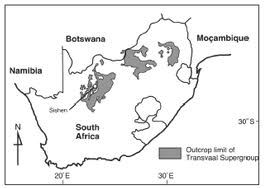 Botswana
Moçambique
Namibia
Sishen
South
Africa
N
30°S
Outcrop limit of
Transvaal Supergroup
20°E
30°E